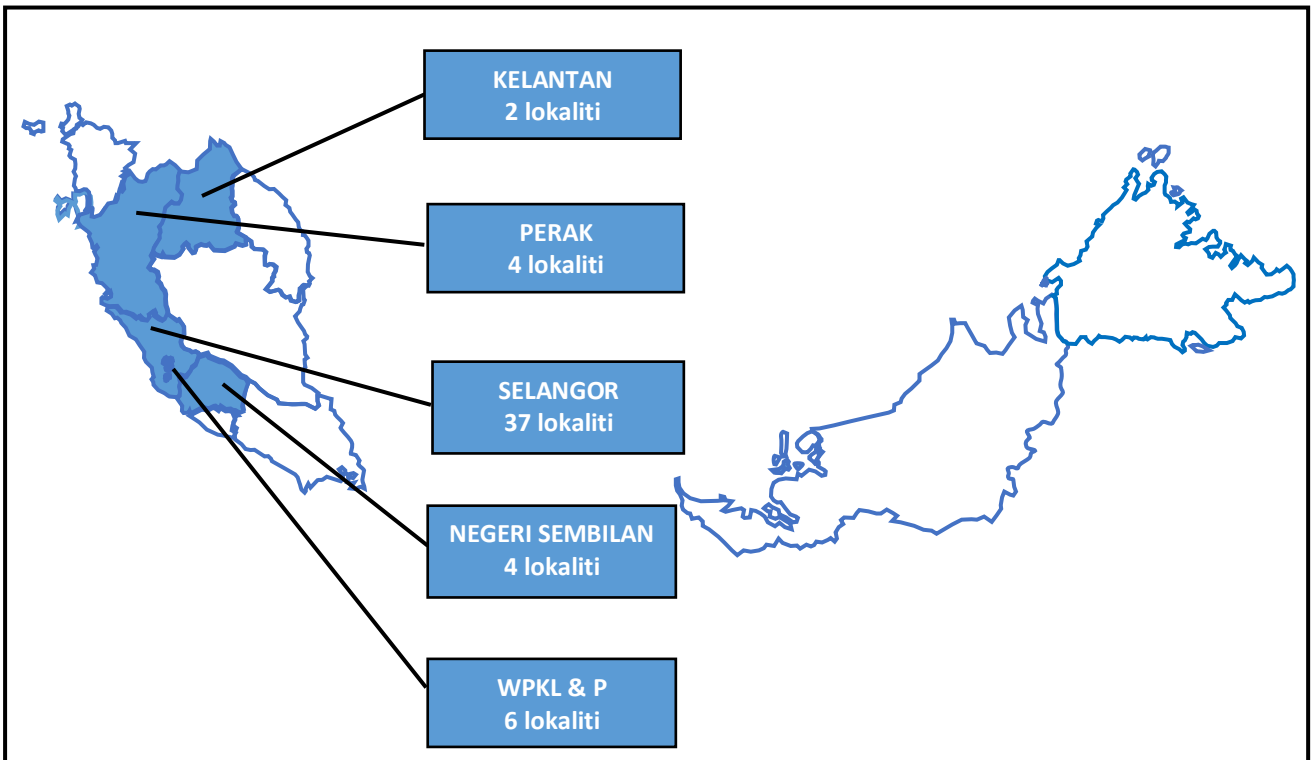 KELANTAN
2 lokaliti
PERAK
4 lokaliti
SELANGOR
37 lokaliti
NEGERI SEMBILAN
4 lokaliti
WPKL & P
6 lokaliti